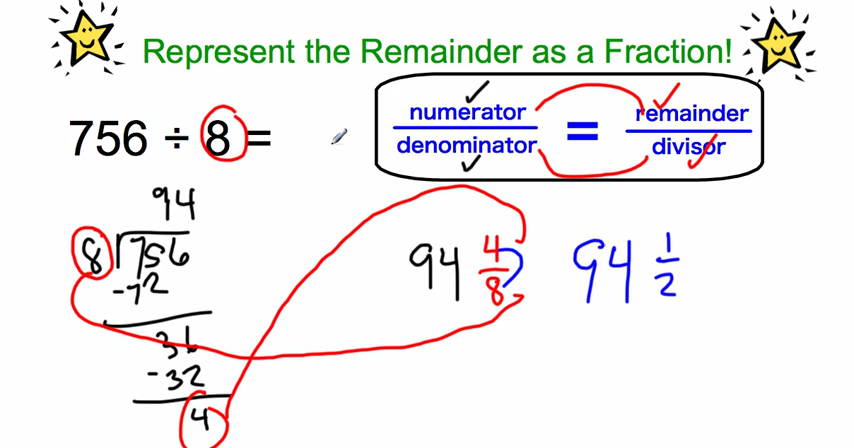 Represent the Remainder as a Fraction!
756 ÷ 8 =
numerator
denominator
=
remainder
divisor
94
8 756
-72
36
-32
4
94 4/8
94 1/2